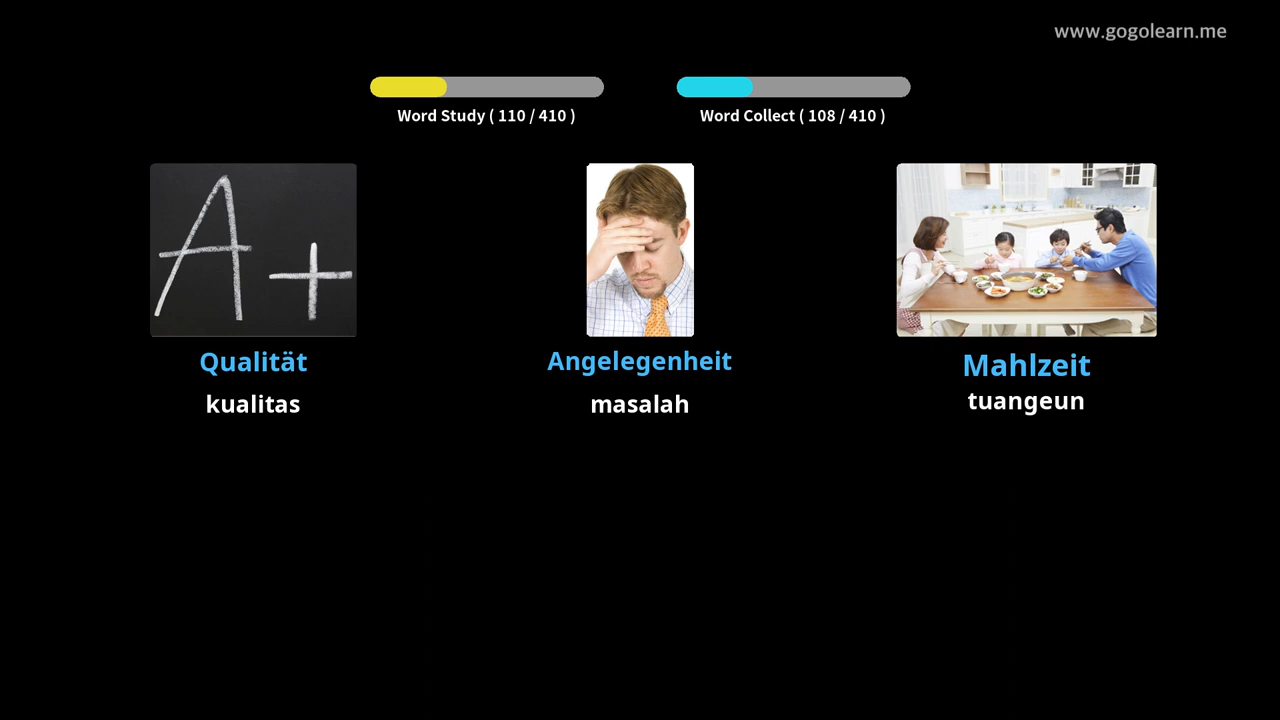 www.gogolearn.me
Word Study ( 110 / 410 )
Word Collect ( 108 / 410 )
A+
Qualität
kualitas
Angelegenheit
masalah
Mahlzeit
tuangeun